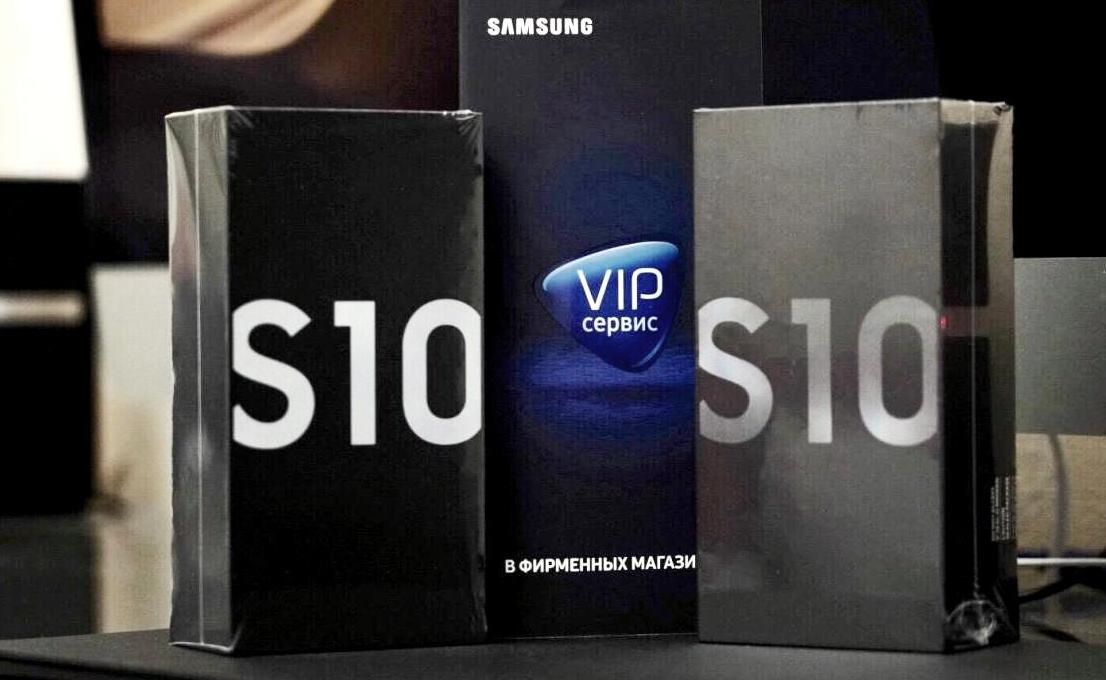 SAMSUNG
VIP
сервис
S10
S10
В ФИРМЕННЫХ МАГАЗИ